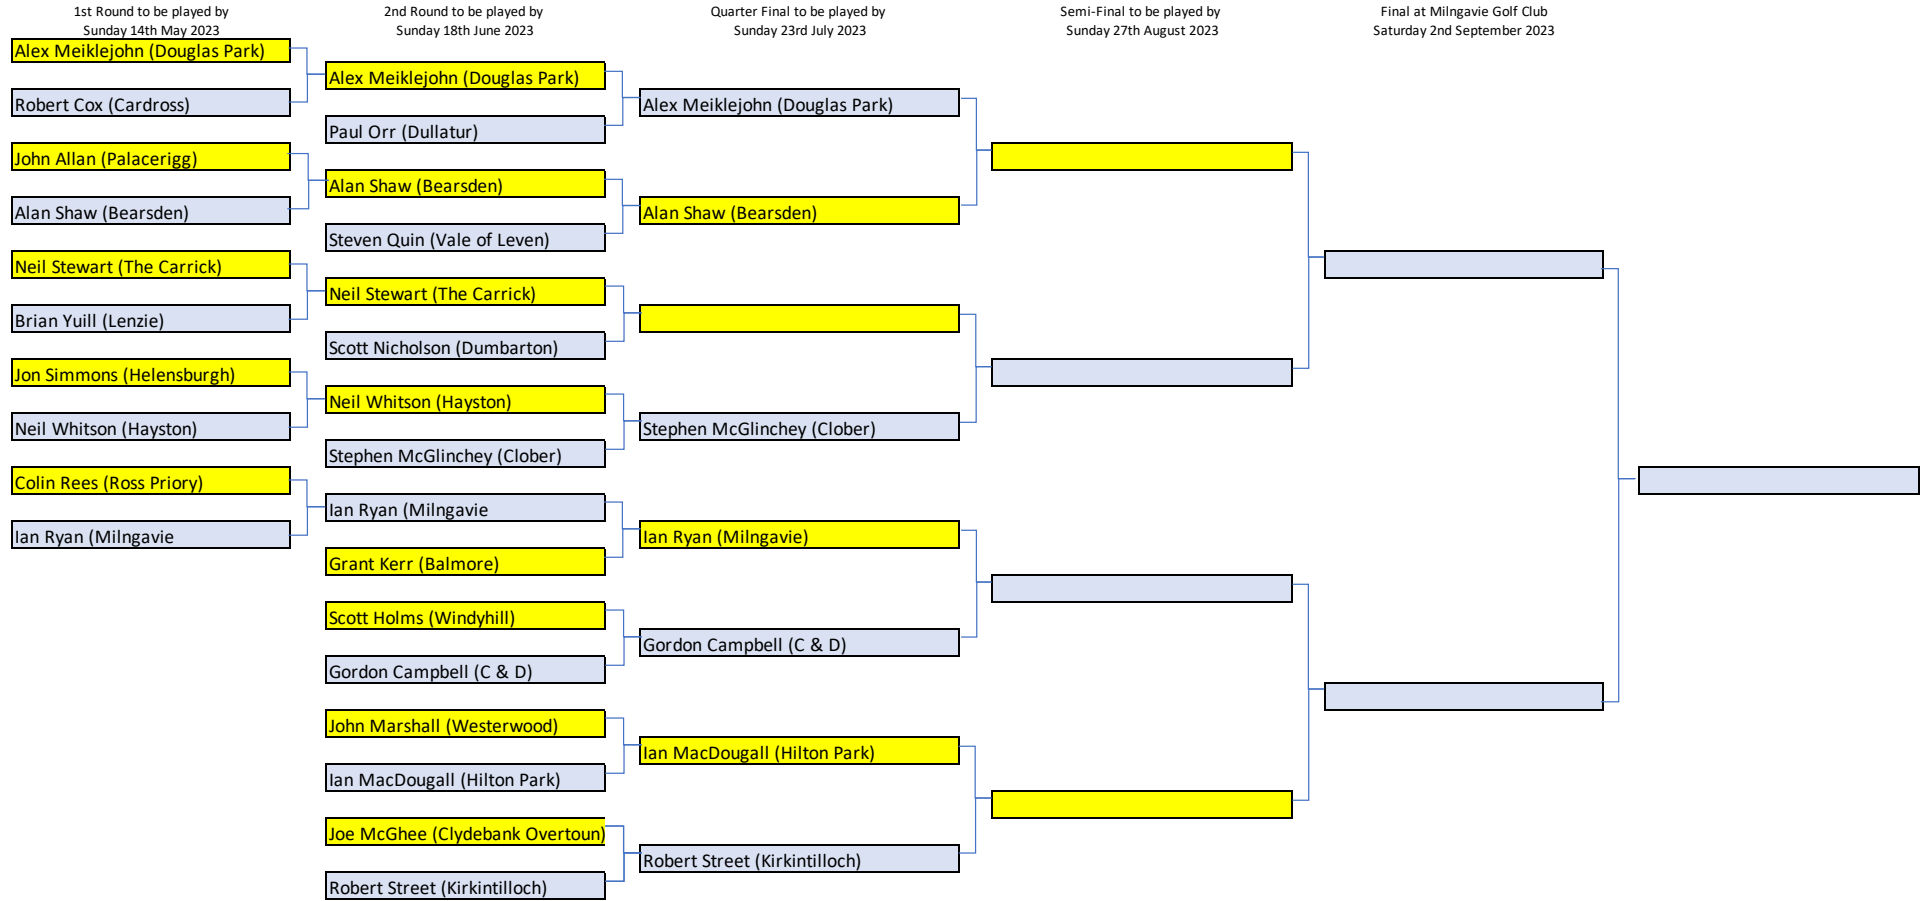 1st Round to be played by
Sunday 14th May 2023
2nd Round to be played by
Sunday 18th June 2023
Quarter Final to be played by
Sunday 23rd July 2023
Semi-Final to be played by
Sunday 27th August 2023
Final at Milngavie Golf Club
Saturday 2nd September 2023
Alex Meiklejohn (Douglas Park)
Robert Cox (Cardross)
John Allan (Palacerigg)
Alan Shaw (Bearsden)
Neil Stewart (The Carrick)
Brian Yuill (Lenzie)
Jon Simmons (Helensburgh)
Neil Whitson (Hayston)
Colin Rees (Ross Priory)
Ian Ryan (Milngavie
Alex Meiklejohn (Douglas Park)
Paul Orr (Dullatur)
Alan Shaw (Bearsden)
Steven Quin (Vale of Leven)
Neil Stewart (The Carrick)
Scott Nicholson (Dumbarton)
Neil Whitson (Hayston)
Stephen McGlinchey (Clober)
Ian Ryan (Milngavie
Grant Kerr (Balmore)
Scott Holms (Windyhill)
Gordon Campbell (C & D)
John Marshall (Westerwood)
Ian MacDougall (Hilton Park)
Joe McGhee (Clydebank Overtoun)
Robert Street (Kirkintilloch)
Alex Meiklejohn (Douglas Park)
Alan Shaw (Bearsden)
Stephen McGlinchey (Clober)
Ian Ryan (Milngavie)
Gordon Campbell (C & D)
Ian MacDougall (Hilton Park)
Robert Street (Kirkintilloch)